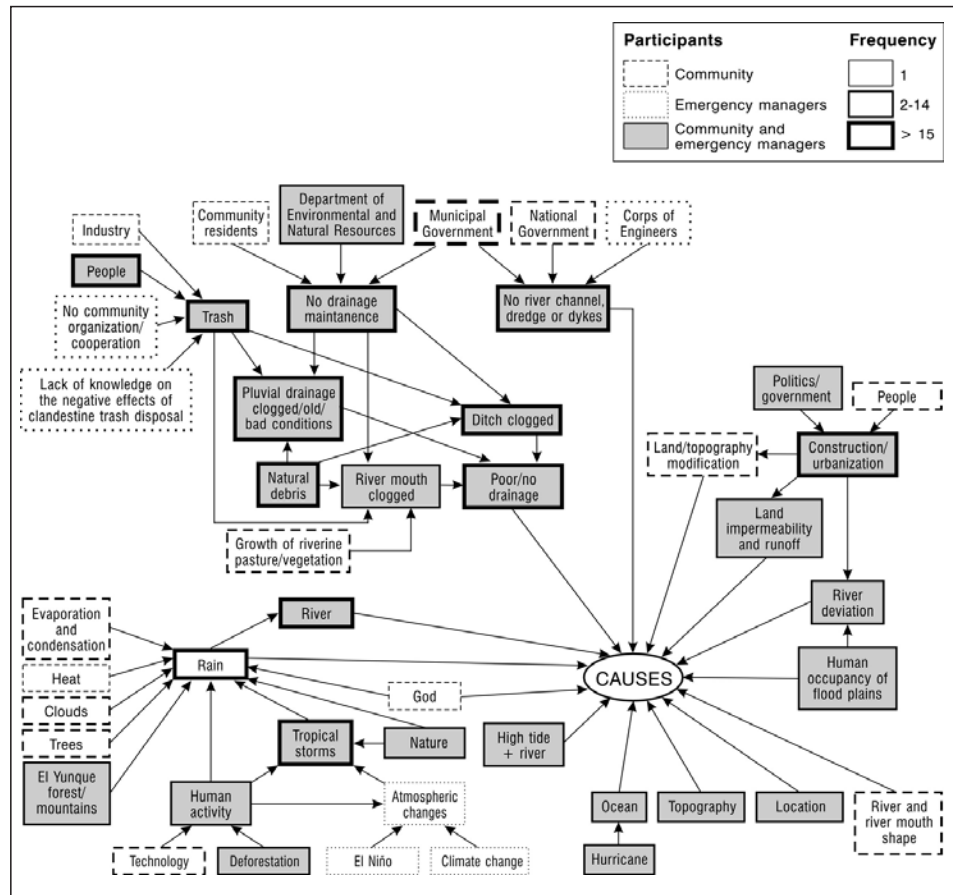 Participants
Frequency
Community
1
Emergency managers
2-14
Community and
emergency managers
> 15
Department of
Environmental and
Natural Resources
Community
residents
Municipal
Government
National
Government
Corps of
Engineers
Industry
People
No drainage
maintanence
No river channel,
dredge or dykes
Trash
No community
organization/
cooperation
Lack of knowledge on
the negative effects of
clandestine trash disposal
Pluvial drainage
clogged/old/
bad conditions
Ditch clogged
Politics/
government
People
Land/topography
modification
Construction/
urbanization
Natural
debris
River mouth
clogged
Poor/no
drainage
Land
impermeability
and runoff
Growth of riverine
pasture/vegetation
Evaporation
and
condensation
River
River
deviation
Rain
CAUSES
Human
occupancy of
flood plains
Heat
God
Clouds
Trees
Tropical
storms
Nature
High tide
+ river
El Yunque
forest/
mountains
Human
activity
Atmospheric
changes
Ocean
Topography
Location
River and
river mouth
shape
Technology
Deforestation
El Niño
Climate change
Hurricane